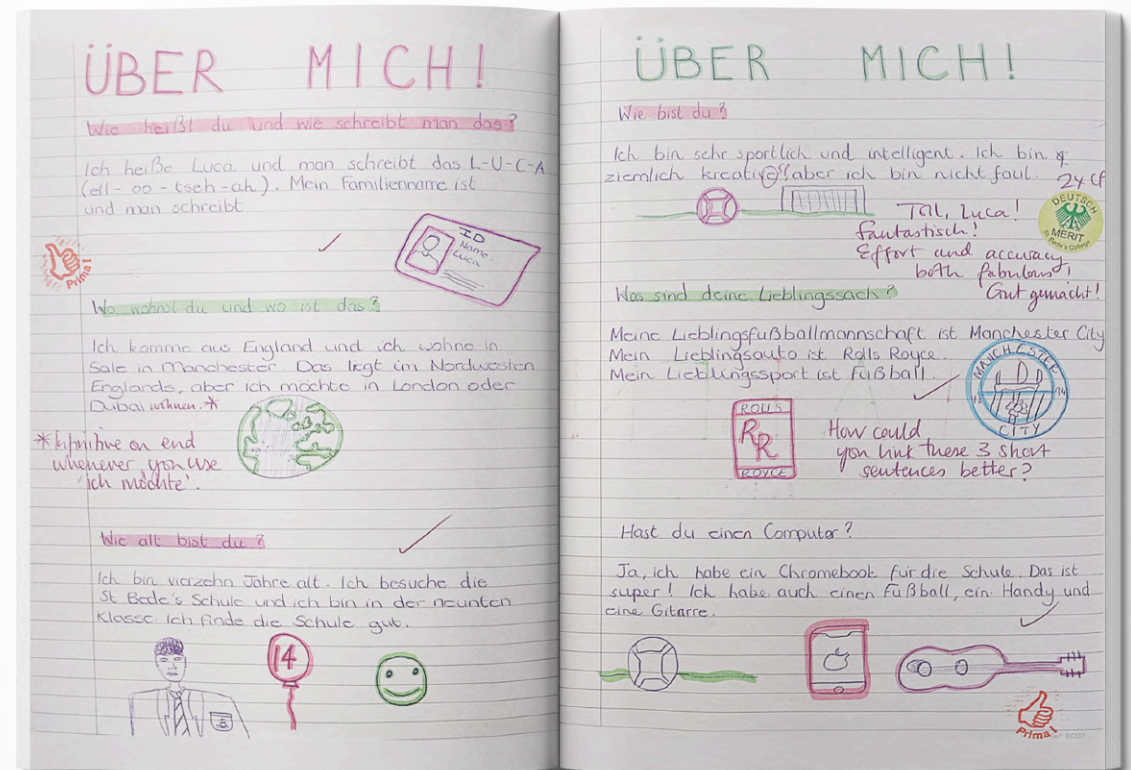 ÜBER MICH!
Wie heißt du und wie schreibt man das?
Ich heiße Luca und man schreibt das L-U-C-A
(ell-oo-tseh-ah). Mein Familienname ist
und man schreibt
ID
Name:
Luca
Prima!
Wo wohnst du und wo ist das?
Ich komme aus England und ich wohne in
Sale in Manchester. Das liegt im Nordwesten
Englands, aber ich möchte in London oder
Dubai wohnen.*
*Infinitive on end
whenever you use
'ich möchte'.
Wie alt bist du?
Ich bin vierzehn Jahre alt. Ich besuche die
St Bede's Schule und ich bin in der neunten
Klasse. Ich finde die Schule gut.
14
ÜBER MICH!
Wie bist du?
Ich bin sehr sportlich und intelligent. Ich bin
ziemlich kreativ, aber ich bin nicht faul.
2x CF
DEUTSCH
MERIT
St Bede's College
Toll, Luca!
Fantastisch!
Effort and accuracy
both fabulous!
Gut gemacht!
Was sind deine Lieblingssach?
Meine Lieblingsfußballmannschaft ist Manchester City
Mein Lieblingsauto ist Rolls Royce.
Mein Lieblingssport ist Fußball.
MANCHESTER
18 94
CITY
ROLLS
RR
ROYCE
How could
you link these 3 short
sentences better?
Hast du einen Computer?
Ja, ich habe ein Chromebook für die Schule. Das ist
super! Ich habe auch einen Fußball, ein Handy und
eine Gitarre.
Prima!